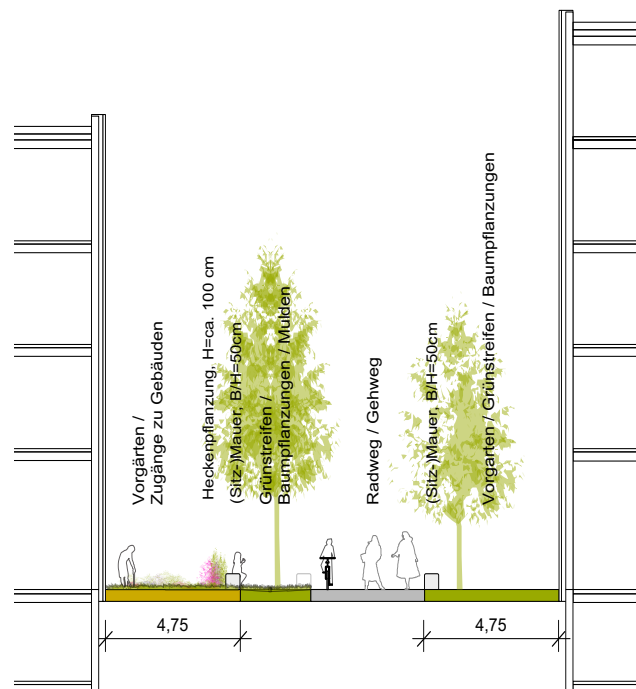 Vorgärten /
Zugänge zu Gebäuden
Heckenpflanzung, H=ca. 100 cm
(Sitz-)Mauer, B/H=50cm
Grünstreifen /
Baumpflanzungen / Mulden
Radweg / Gehweg
(Sitz-)Mauer, B/H=50cm
Vorgarten / Grünstreifen / Baumpflanzungen
4,75
4,75